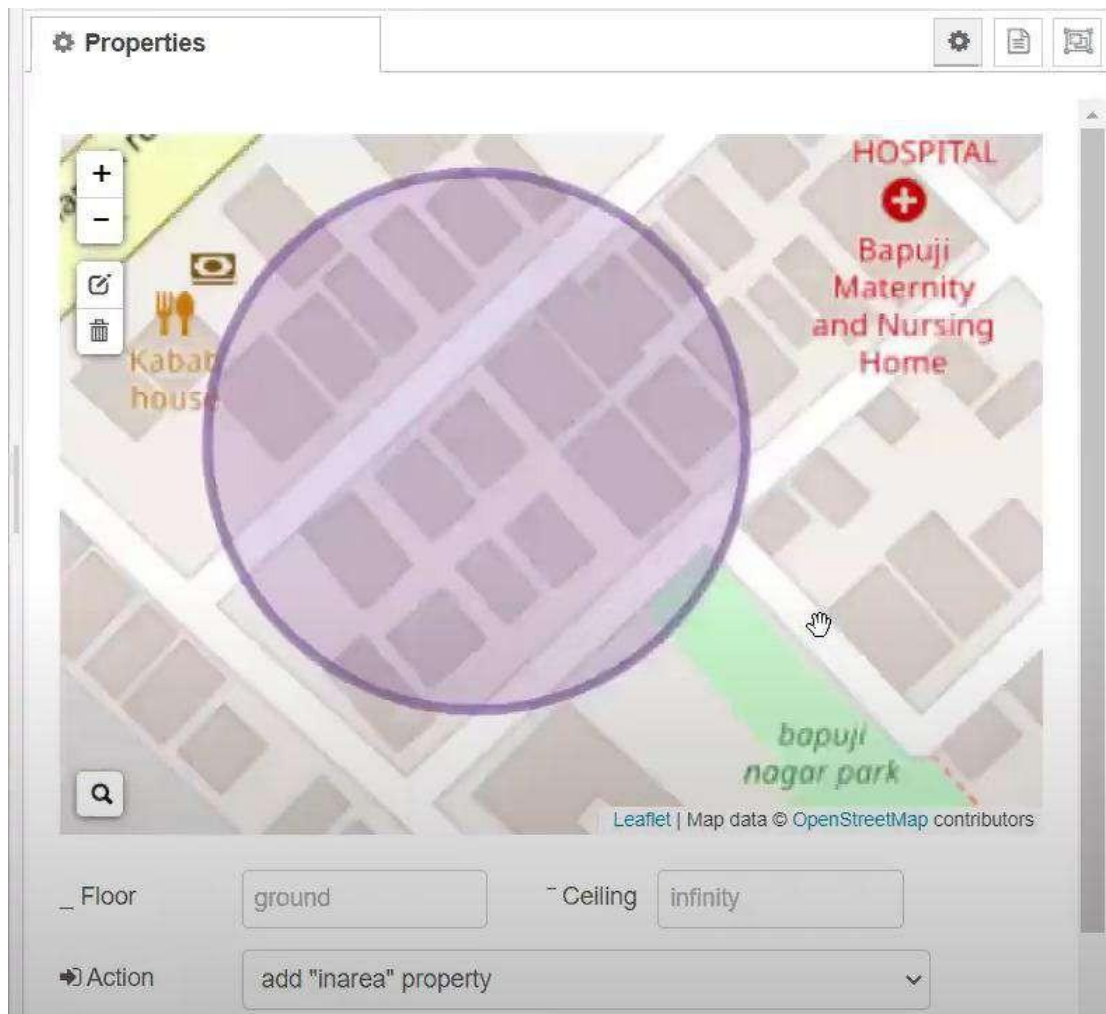 Properties
+
−
HOSPITAL
Bapuji
Maternity
and Nursing
Home
Kabab
house
bapuji
nagar park
Leaflet | Map data © OpenStreetMap contributors
_ Floor
ground
¯ Ceiling
infinity
Action
add "inarea" property